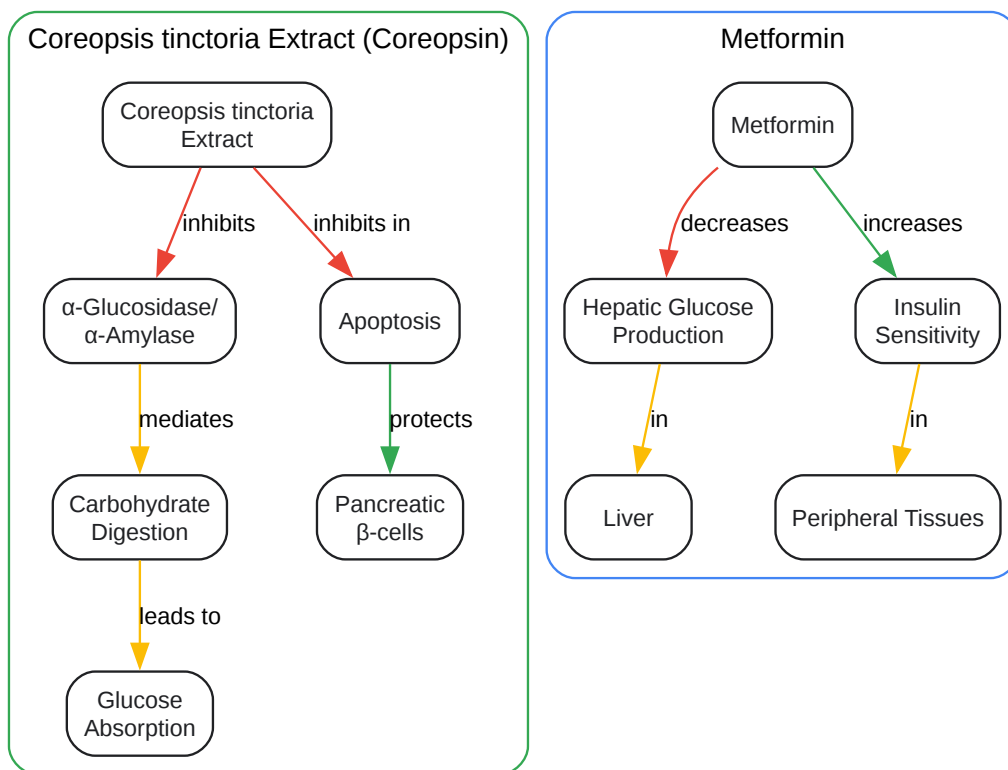 Coreopsis tinctoria Extract (Coreopsin)
Coreopsis tinctoria
Extract
inhibits
inhibits in
α-Glucosidase/
α-Amylase
Apoptosis
mediates
protects
Carbohydrate
Digestion
Pancreatic
β-cells
leads to
Glucose
Absorption
Metformin
Metformin
decreases
increases
Hepatic Glucose
Production
Insulin
Sensitivity
in
in
Liver
Peripheral Tissues